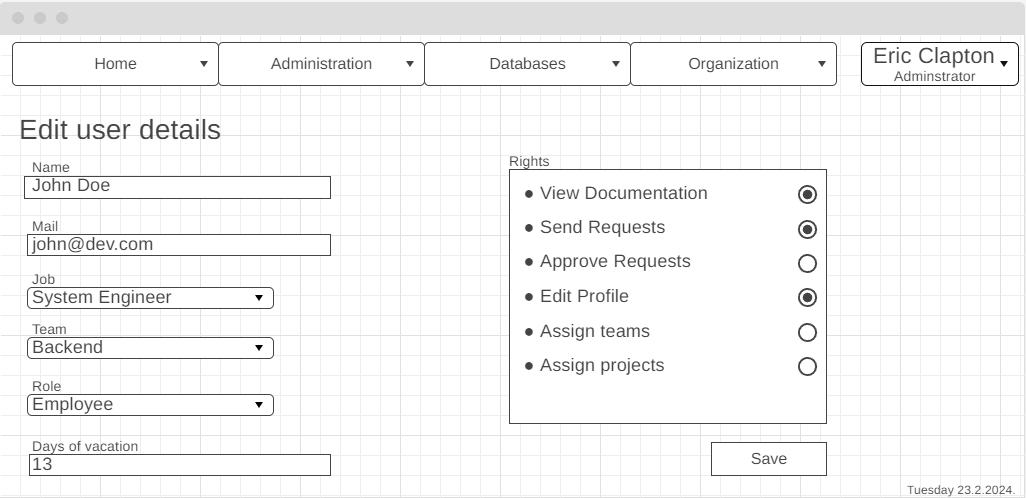 Home
Administration
Databases
Organization
Eric Clapton
Adminstrator
Edit user details
Name
John Doe
Mail
john@dev.com
Job
System Engineer
Team
Backend
Role
Employee
Days of vacation
13
Rights
● View Documentation
● Send Requests
● Approve Requests
● Edit Profile
● Assign teams
● Assign projects
Save
Tuesday 23.2.2024.